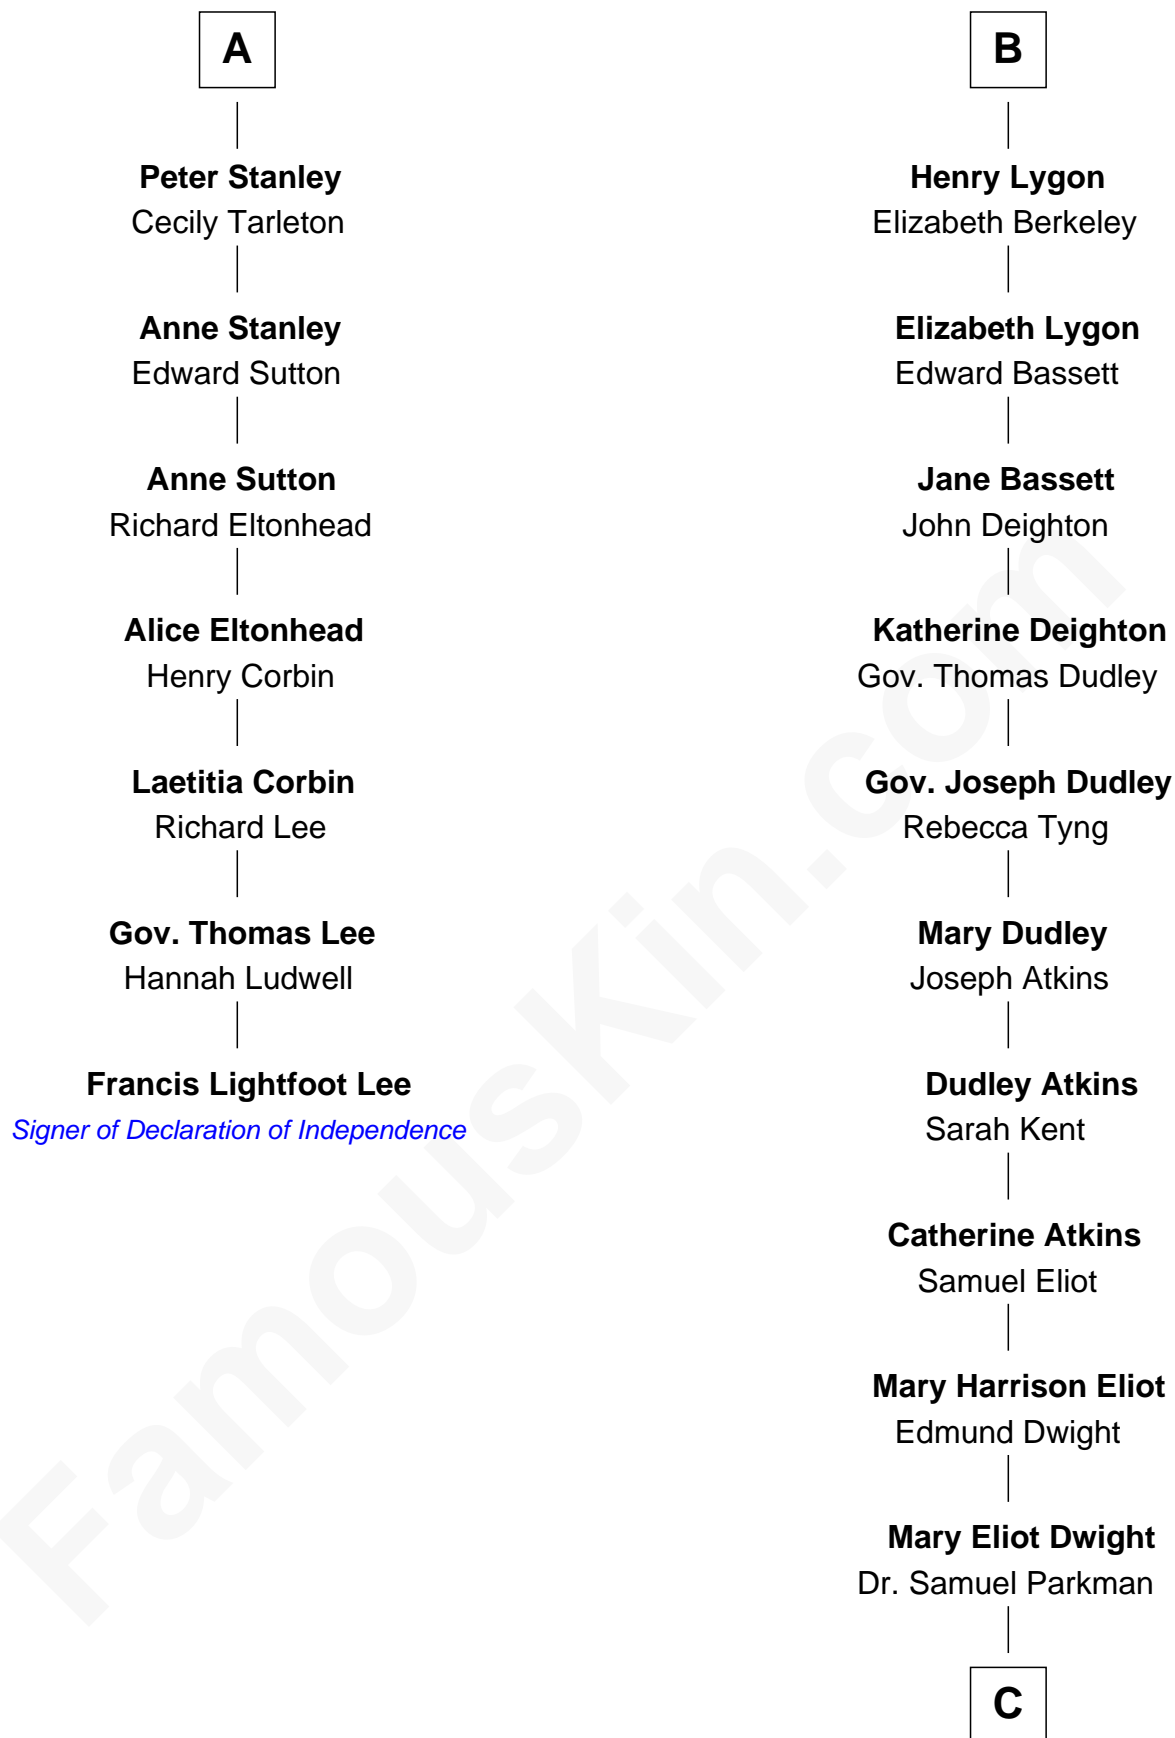 A
Peter Stanley
Cecily Tarleton
Anne Stanley
Edward Sutton
Anne Sutton
Richard Eltonhead
Alice Eltonhead
Henry Corbin
Laetitia Corbin
Richard Lee
Gov. Thomas Lee
Hannah Ludwell
Francis Lightfoot Lee
Signer of Declaration of Independence
B
Henry Lygon
Elizabeth Berkeley
Elizabeth Lygon
Edward Bassett
Jane Bassett
John Deighton
Katherine Deighton
Gov. Thomas Dudley
Gov. Joseph Dudley
Rebecca Tyng
Mary Dudley
Joseph Atkins
Dudley Atkins
Sarah Kent
Catherine Atkins
Samuel Eliot
Mary Harrison Eliot
Edmund Dwight
Mary Eliot Dwight
Dr. Samuel Parkman
C
FamousKin.com